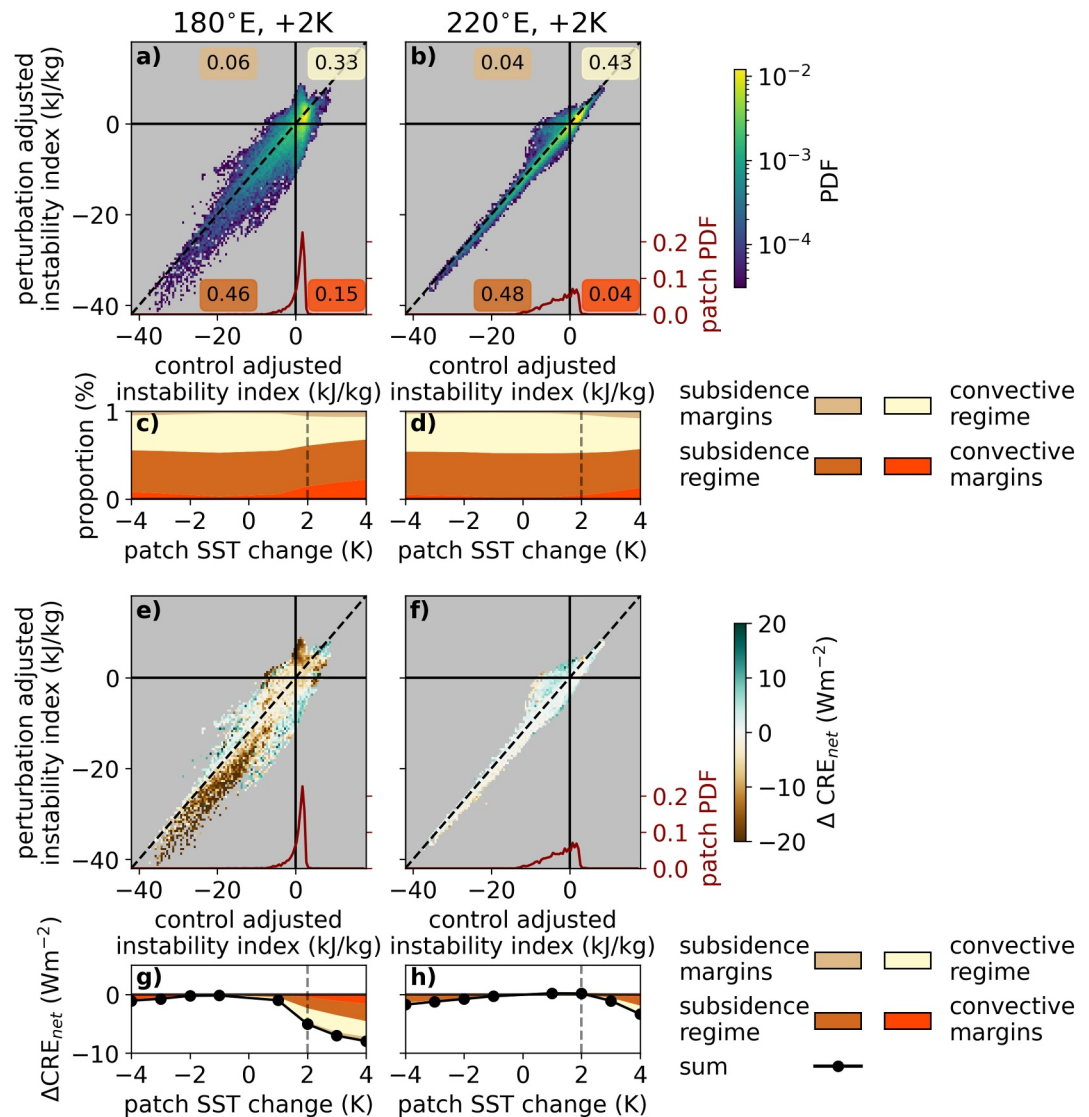 180°E, +2K
220°E, +2K
a)
0.06
0.33
b)
0.04
0.43
perturbation adjusted
instability index (kJ/kg)
0
−20
−40
0.46
0.15
0.48
0.04
0.2
0.1
0.0
patch PDF
10⁻²
10⁻³
10⁻⁴
PDF
−40
−20
0
−40
−20
0
control adjusted
instability index (kJ/kg)
control adjusted
instability index (kJ/kg)
proportion (%)
1
0
c)
d)
−4
−2
0
2
4
−4
−2
0
2
4
patch SST change (K)
patch SST change (K)
subsidence
margins
convective
regime
subsidence
regime
convective
margins
e)
f)
perturbation adjusted
instability index (kJ/kg)
0
−20
−40
0.2
0.1
0.0
patch PDF
20
10
0
−10
−20
Δ CRE_net (Wm⁻²)
−40
−20
0
−40
−20
0
control adjusted
instability index (kJ/kg)
control adjusted
instability index (kJ/kg)
ΔCRE_net (Wm⁻²)
0
−10
g)
h)
−4
−2
0
2
4
−4
−2
0
2
4
patch SST change (K)
patch SST change (K)
subsidence
margins
convective
regime
subsidence
regime
convective
margins
sum